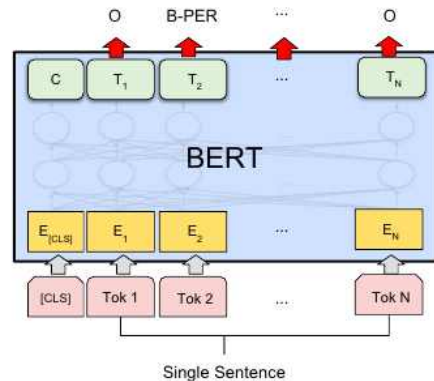 O B-PER ... O
C T1 T2 ... TN
BERT
E[CLS] E1 E2 ... EN
[CLS] Tok 1 Tok 2 ... Tok N
Single Sentence